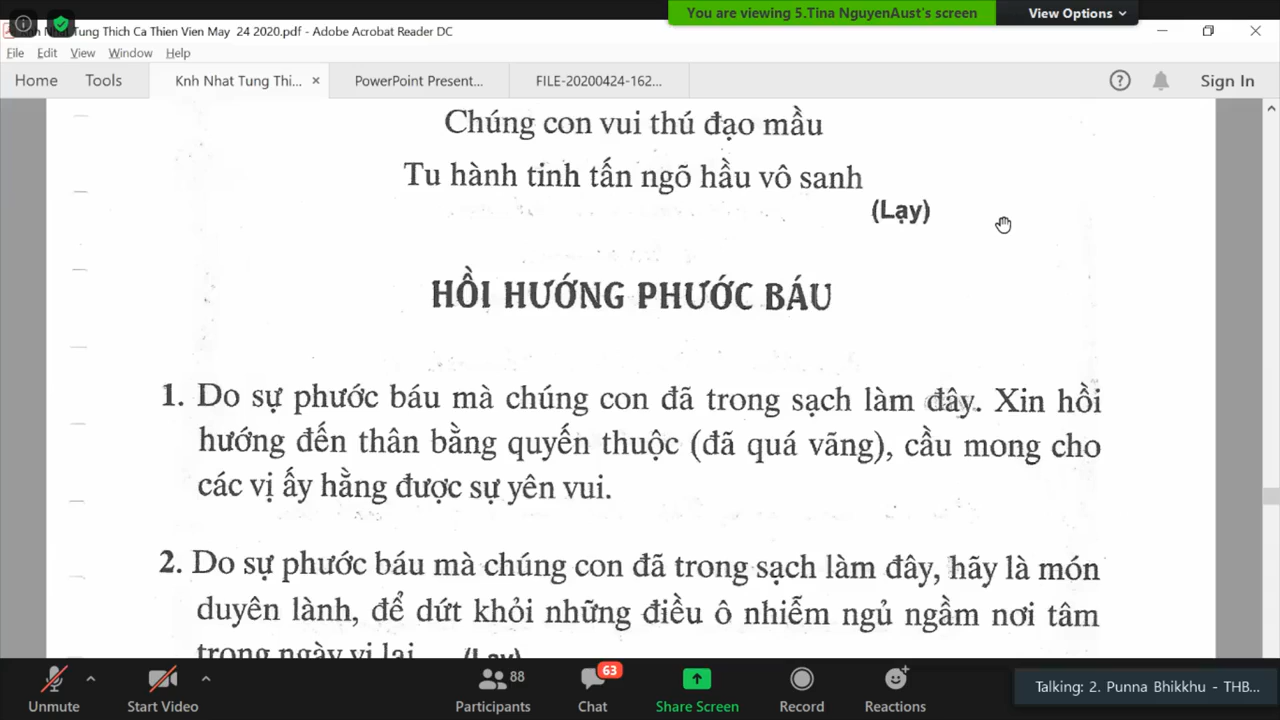 You are viewing 5.Tina NguyenAust's screen
View Options
Tung Thich Ca Thien Vien May 24 2020.pdf - Adobe Acrobat Reader DC
File Edit View Window Help
Home Tools Knh Nhat Tung Thi... × PowerPoint Present... FILE-20200424-162... Sign In
Chúng con vui thú đạo mầu
Tu hành tinh tấn ngõ hầu vô sanh
(Lạy)
HỒI HƯỚNG PHƯỚC BÁU
1. Do sự phước báu mà chúng con đã trong sạch làm đây. Xin hồi
hướng đến thân bằng quyến thuộc (đã quá vãng), cầu mong cho
các vị ấy hằng được sự yên vui.
2. Do sự phước báu mà chúng con đã trong sạch làm đây, hãy là món
duyên lành, để dứt khỏi những điều ô nhiễm ngủ ngầm nơi tâm
trong ngày vị lai. (Lạy)
88 63
Unmute Start Video Participants Chat Share Screen Record Reactions
Talking: 2. Punna Bhikkhu - THB...